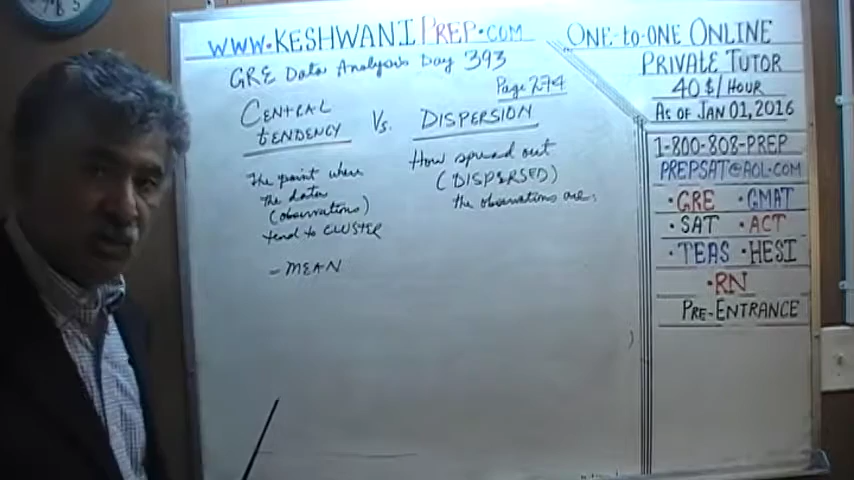 WWW.KESHWANIPREP.COM
GRE Data Analysis Day 393
Page 274
CENTRAL TENDENCY
Vs.
DISPERSION
The point where
the data
(observations)
tend to CLUSTER
- MEAN
How spread out
(DISPERSED)
the observations are.
ONE-TO-ONE ONLINE
PRIVATE TUTOR
40$/HOUR
AS OF JAN 01, 2016
1-800-808-PREP
PREPSAT@AOL.COM
• GRE • GMAT
• SAT • ACT
• TEAS • HESI
• RN
PRE-ENTRANCE